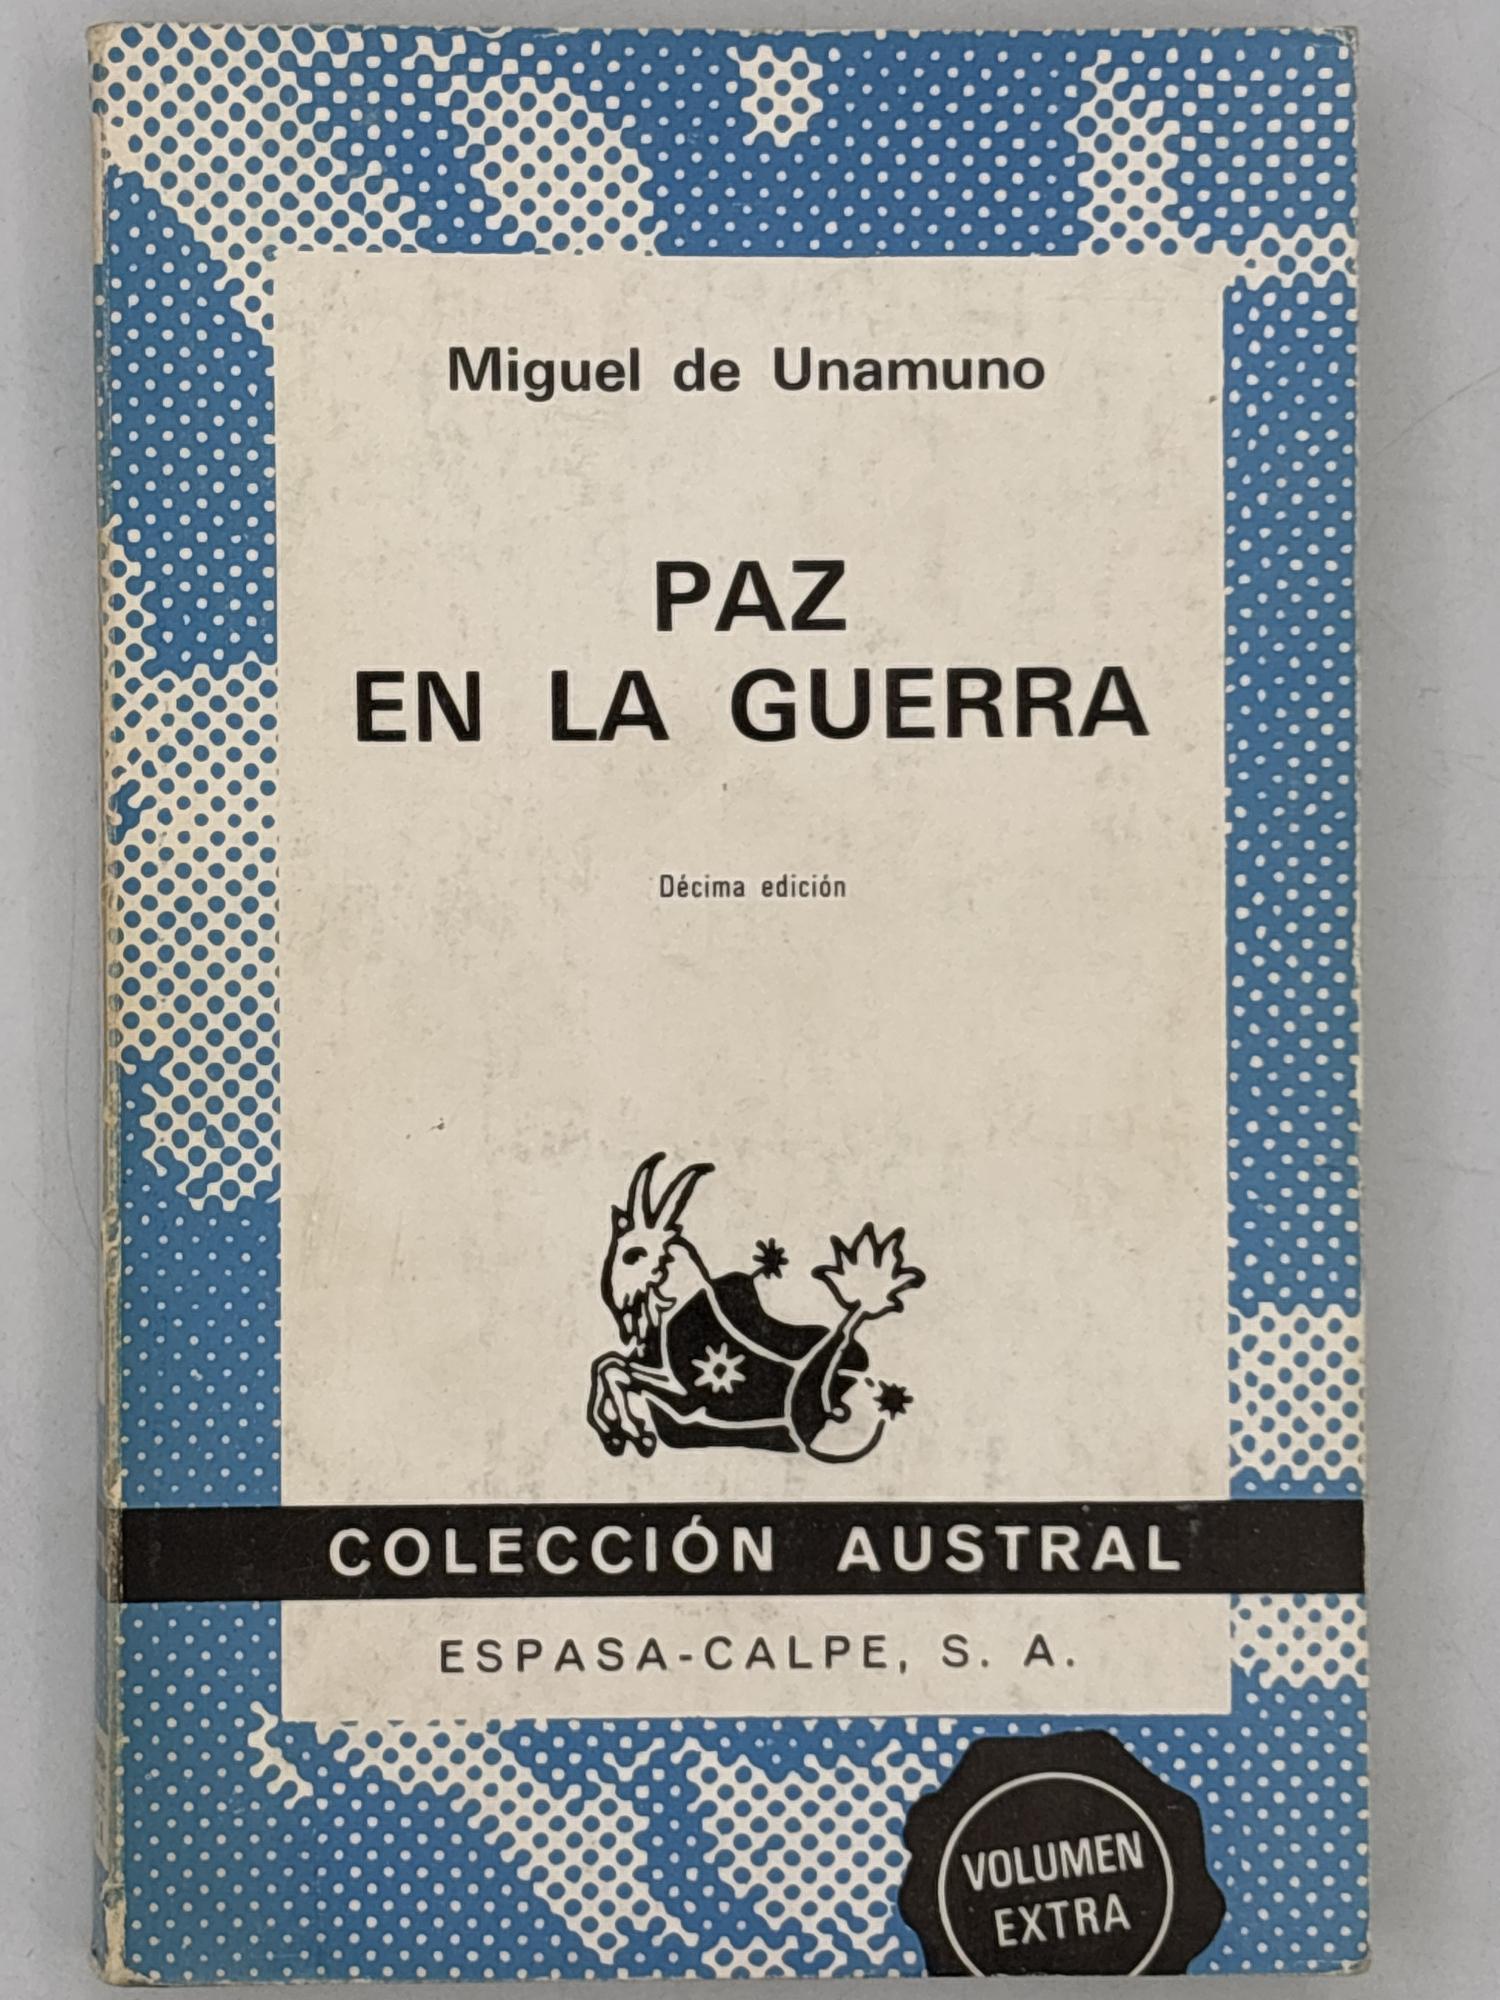 Miguel de Unamuno
PAZ
EN LA GUERRA
Décima edición
COLECCIÓN AUSTRAL
ESPASA-CALPE, S. A.
VOLUMEN
EXTRA